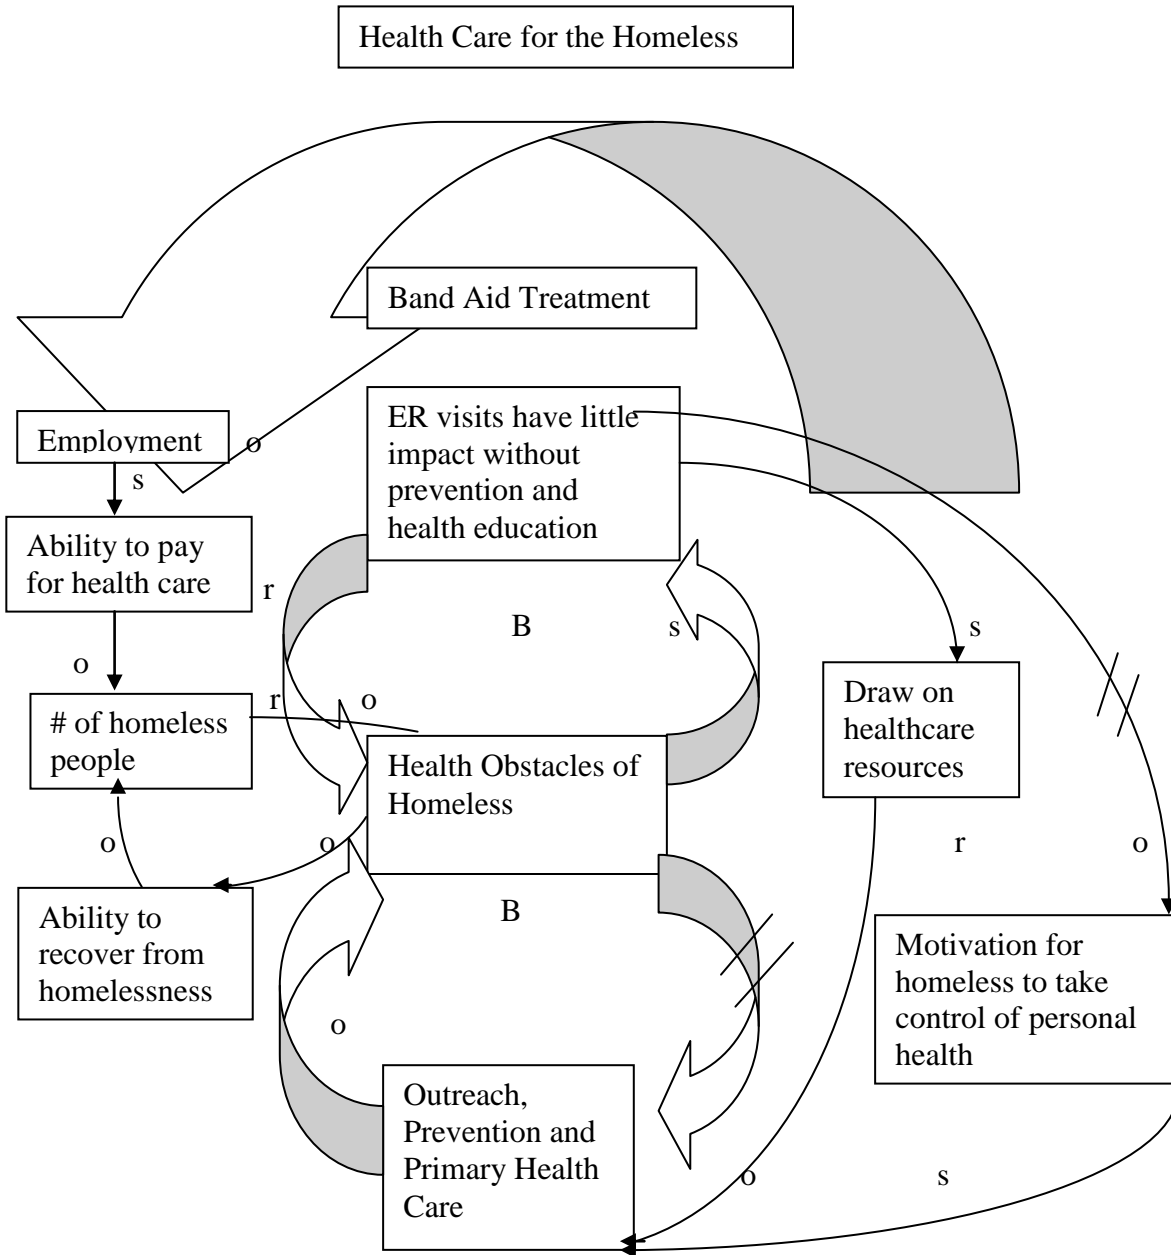 Health Care for the Homeless
Band Aid Treatment
Employment
o
s
ER visits have little
impact without
prevention and
health education
Ability to pay
for health care
r
B
s
s
o
# of homeless
people
r
o
Draw on
healthcare
resources
Health Obstacles of
Homeless
o
o
r
o
Ability to
recover from
homelessness
B
Motivation for
homeless to take
control of personal
health
o
Outreach,
Prevention and
Primary Health
Care
o
s